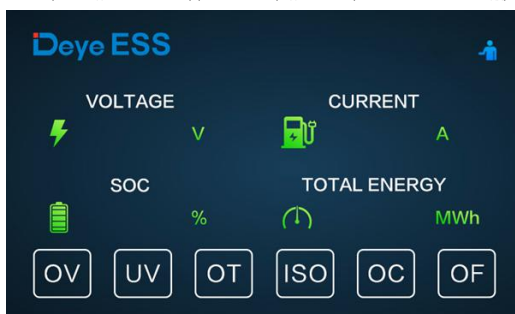 Deye ESS
VOLTAGE CURRENT
V A
SOC TOTAL ENERGY
% MWh
OV UV OT ISO OC OF